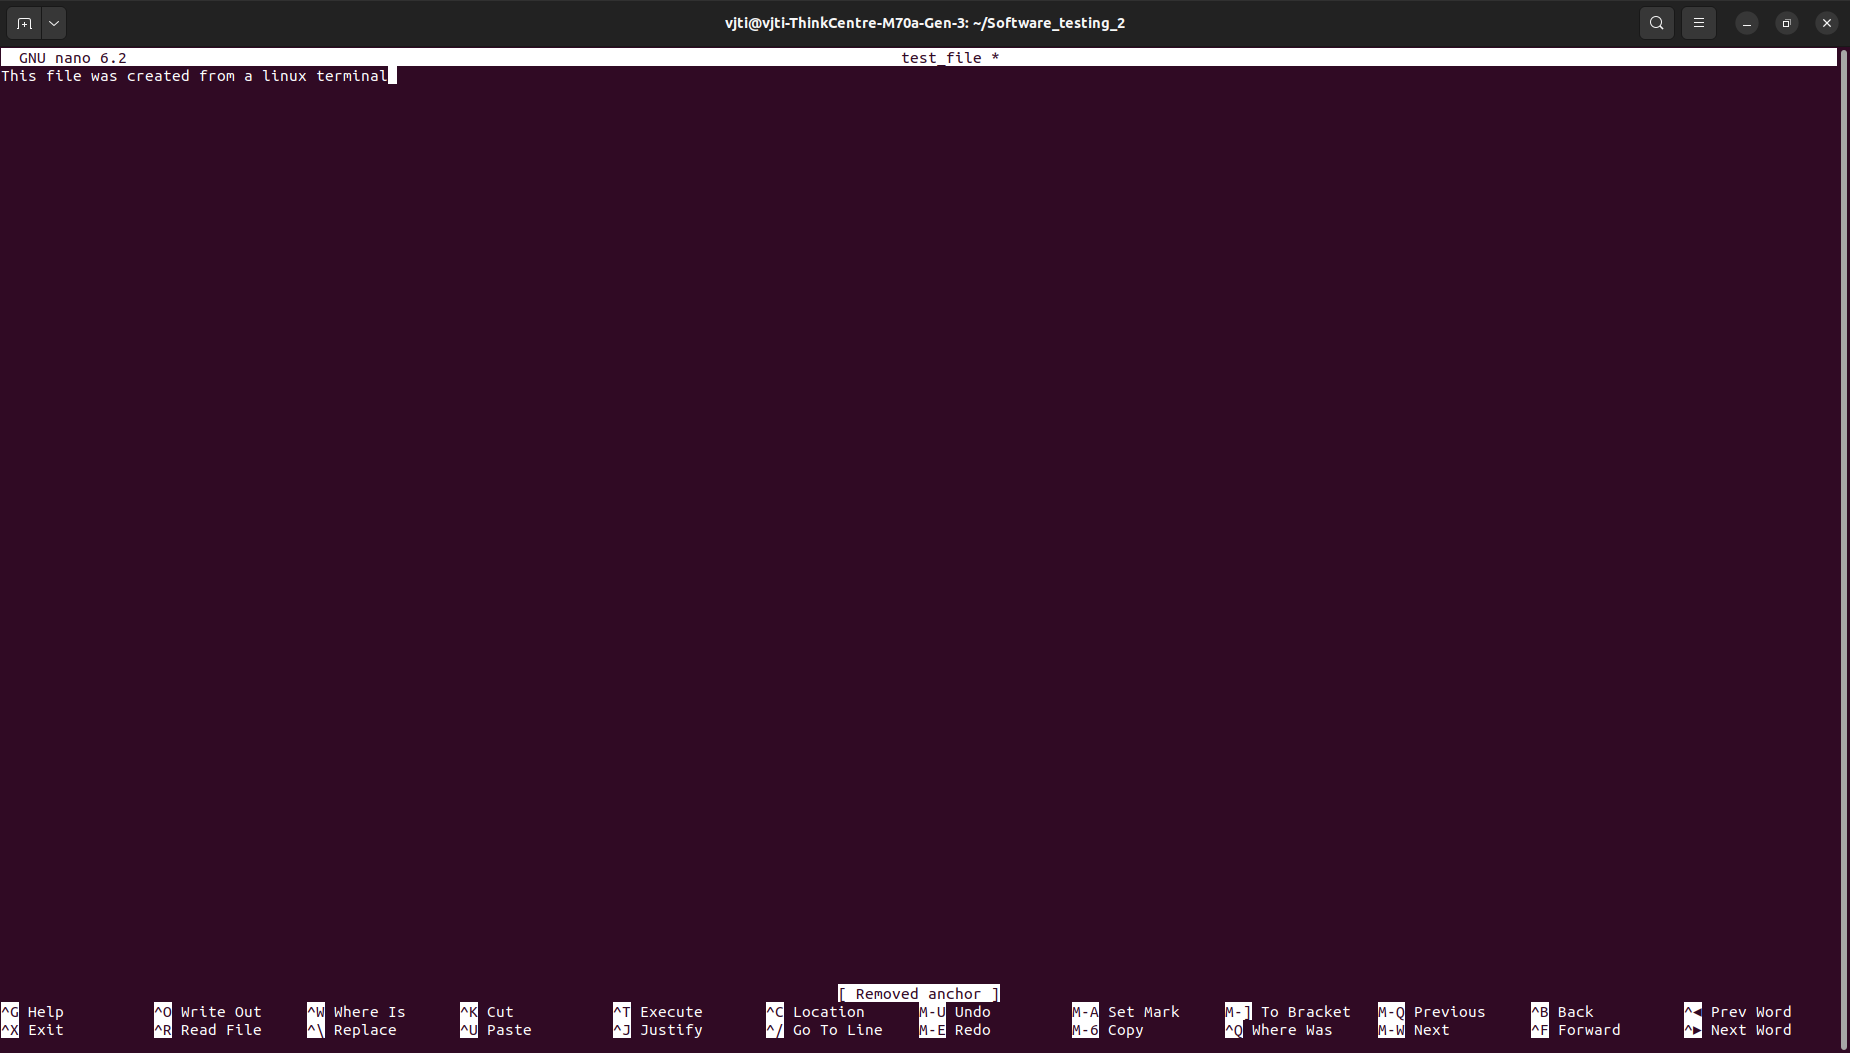 vjti@vjti-ThinkCentre-M70a-Gen-3: ~/Software_testing_2
GNU nano 6.2 test_file *
This file was created from a linux terminal
[ Removed anchor ]
^G Help ^O Write Out ^W Where Is ^K Cut ^T Execute ^C Location M-U Undo M-A Set Mark M-] To Bracket M-Q Previous ^B Back ^◀ Prev Word
^X Exit ^R Read File ^\ Replace ^U Paste ^J Justify ^/ Go To Line M-E Redo M-6 Copy ^Q Where Was M-W Next ^F Forward ^▶ Next Word